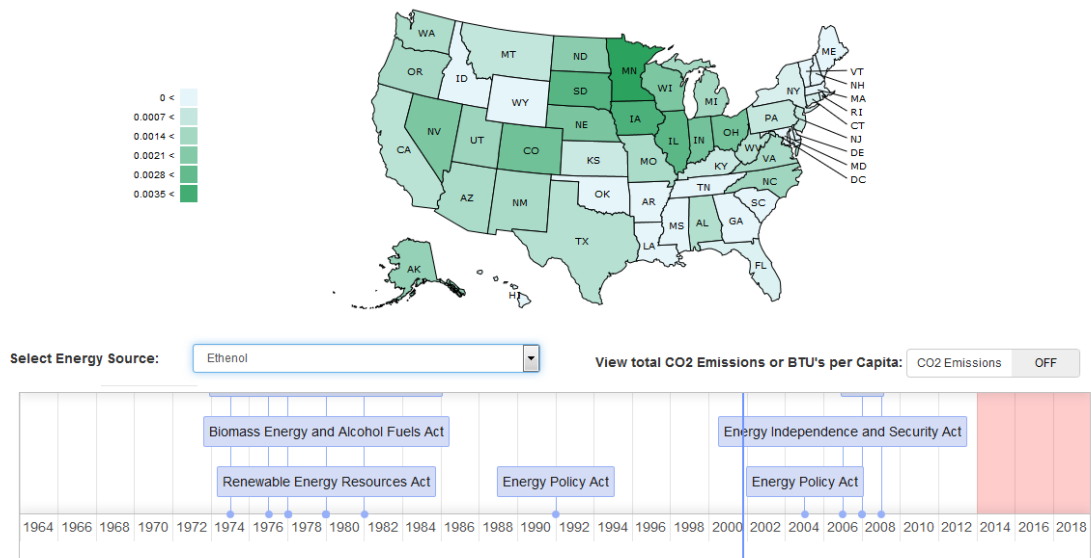 WA
MT
ND
MN
ME
OR
ID
SD
WI
VT
NH
MA
RI
CT
NJ
DE
MD
DC
WY
MI
NY
IA
NE
PA
NV
UT
CO
IL
IN
OH
WV
VA
CA
KS
MO
KY
NC
AZ
NM
OK
AR
TN
SC
MS
AL
GA
TX
LA
FL
AK
HI
0 <
0.0007 <
0.0014 <
0.0021 <
0.0028 <
0.0035 <
Select Energy Source:
Ethenol
View total CO2 Emissions or BTU's per Capita:
CO2 Emissions
OFF
Biomass Energy and Alcohol Fuels Act
Energy Independence and Security Act
Renewable Energy Resources Act
Energy Policy Act
Energy Policy Act
1964 1966 1968 1970 1972 1974 1976 1978 1980 1982 1984 1986 1988 1990 1992 1994 1996 1998 2000 2002 2004 2006 2008 2010 2012 2014 2016 2018